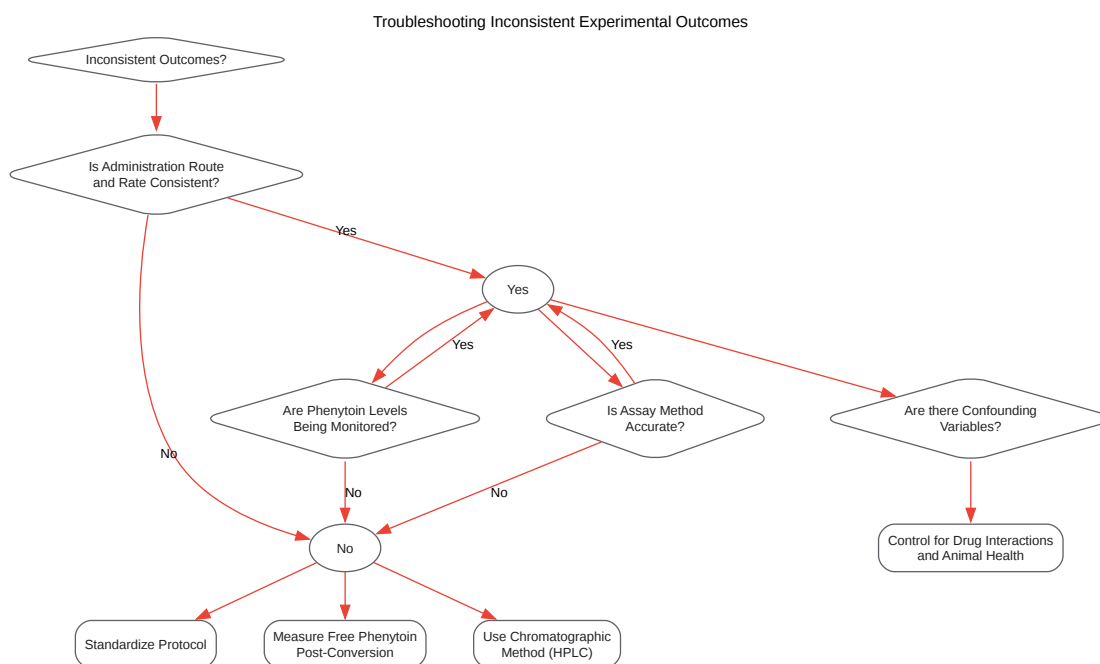 Troubleshooting Inconsistent Experimental Outcomes
Inconsistent Outcomes?
Is Administration Route
and Rate Consistent?
Yes
Yes
Yes
Yes
Are Phenytoin Levels
Being Monitored?
Is Assay Method
Accurate?
Are there Confounding
Variables?
No
No
No
No
Control for Drug Interactions
and Animal Health
Standardize Protocol
Measure Free Phenytoin
Post-Conversion
Use Chromatographic
Method (HPLC)